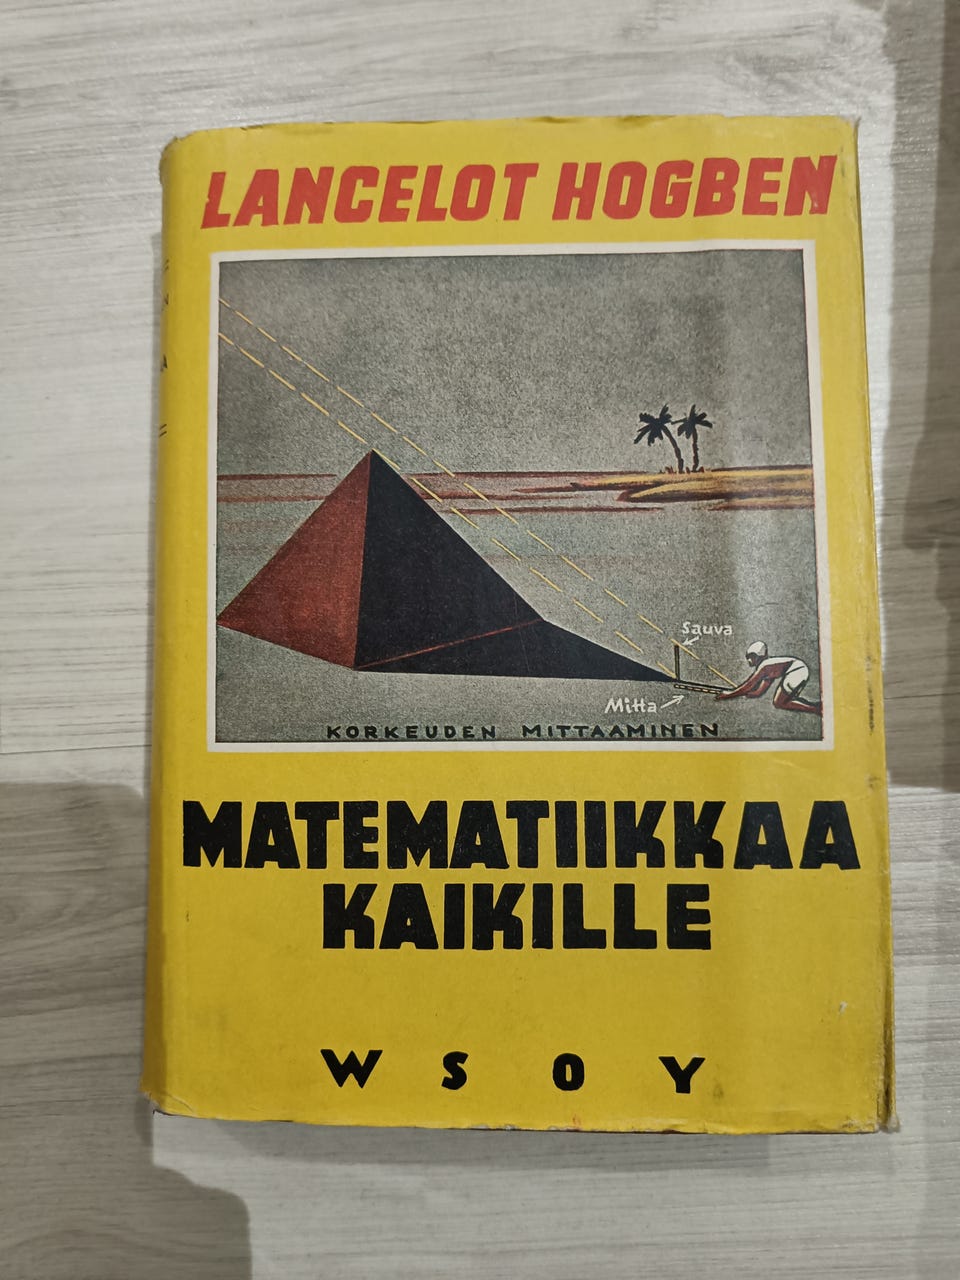 LANCELOT HOGBEN
Sauva
Mitta
KORKEUDEN MITTAAMINEN
MATEMATIIKKAA
KAIKILLE
WSOY